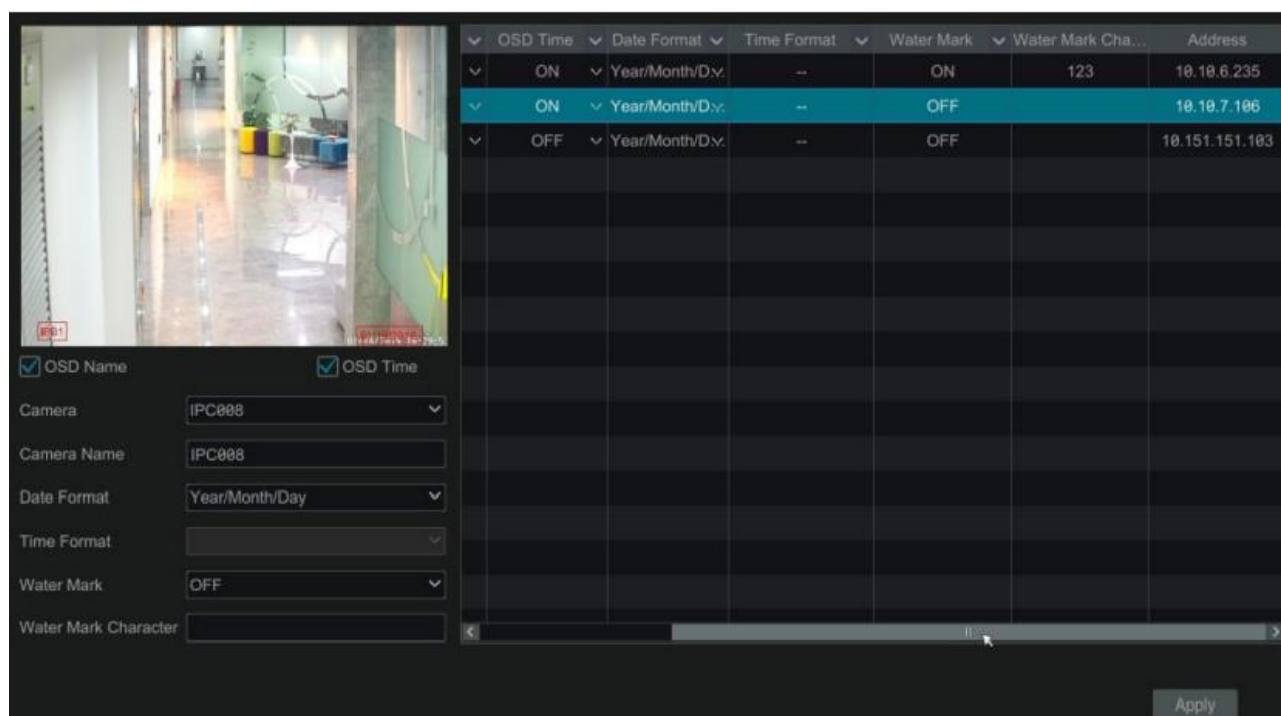 OSD Time Date Format Time Format Water Mark Water Mark Cha... Address
ON Year/Month/D... -- ON 123 10.10.6.235
ON Year/Month/D... -- OFF 10.10.7.106
OFF Year/Month/D... -- OFF 10.151.151.103
IPB1
OSD Name OSD Time
Camera IPC008
Camera Name IPC008
Date Format Year/Month/Day
Time Format
Water Mark OFF
Water Mark Character
Apply